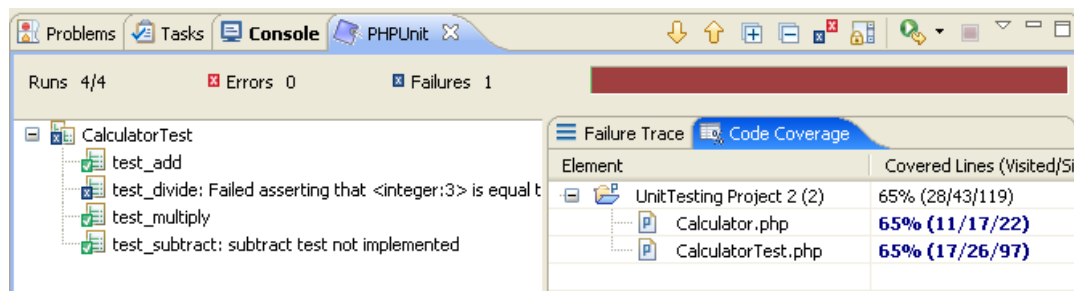 Problems Tasks Console PHPUnit
Runs 4/4 Errors 0 Failures 1
CalculatorTest
test_add
test_divide: Failed asserting that <integer:3> is equal t
test_multiply
test_subtract: subtract test not implemented
Failure Trace Code Coverage
Element Covered Lines (Visited/Si
UnitTesting Project 2 (2) 65% (28/43/119)
Calculator.php 65% (11/17/22)
CalculatorTest.php 65% (17/26/97)